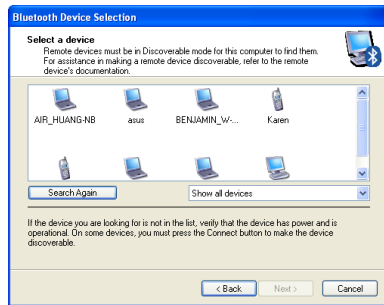 Bluetooth Device Selection
Select a device
Remote devices must be in Discoverable mode for this computer to find them.
For assistance in making a remote device discoverable, refer to the remote
device's documentation.
AIR_HUANG-NB asus BENJAMIN_W-... Karen
Search Again Show all devices
If the device you are looking for is not in the list, verify that the device has power and is
operational. On some devices, you must press the Connect button to make the device
discoverable.
< Back Next > Cancel